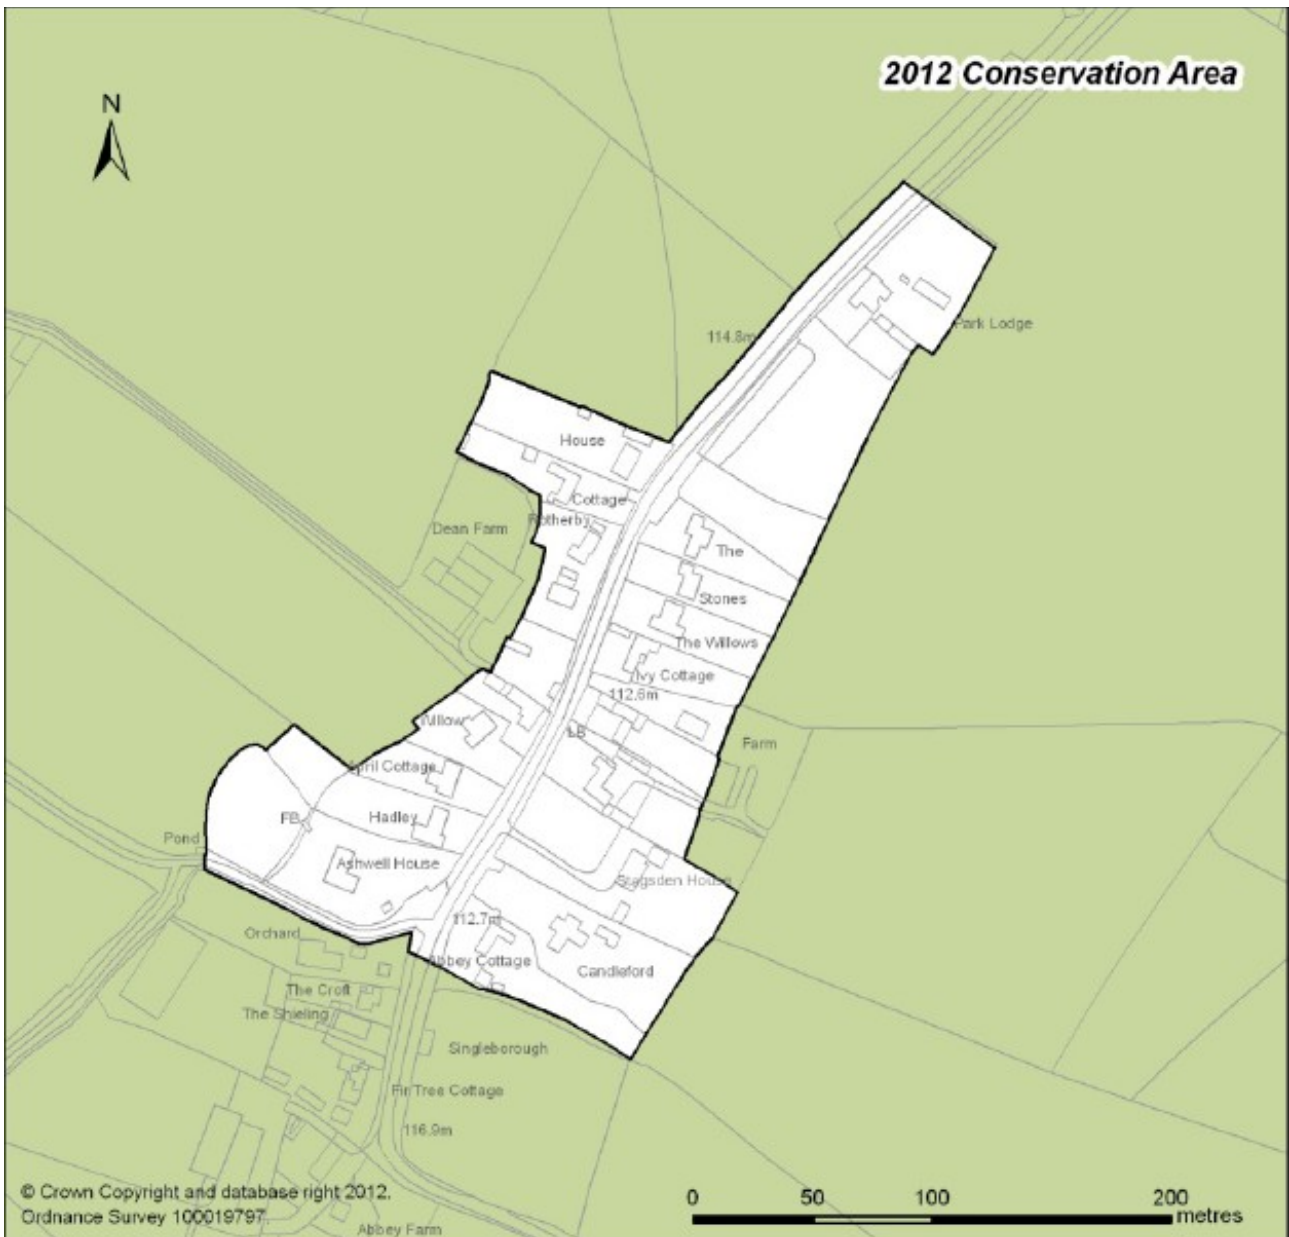 2012 Conservation Area
N
Park Lodge
114.8m
House
Cottage
Rotherby
Dean Farm
The
Stones
The Willows
Ivy Cottage
112.6m
Willow
LB
Farm
April Cottage
Hadley
FB
Pond
Ashwell House
Stagsden House
112.7m
Orchard
Abbey Cottage
Candleford
The Croft
The Shieling
Singleborough
Fir Tree Cottage
116.9m
© Crown Copyright and database right 2012.
Ordnance Survey 100019797.
Abbey Farm
0 50 100 200
metres